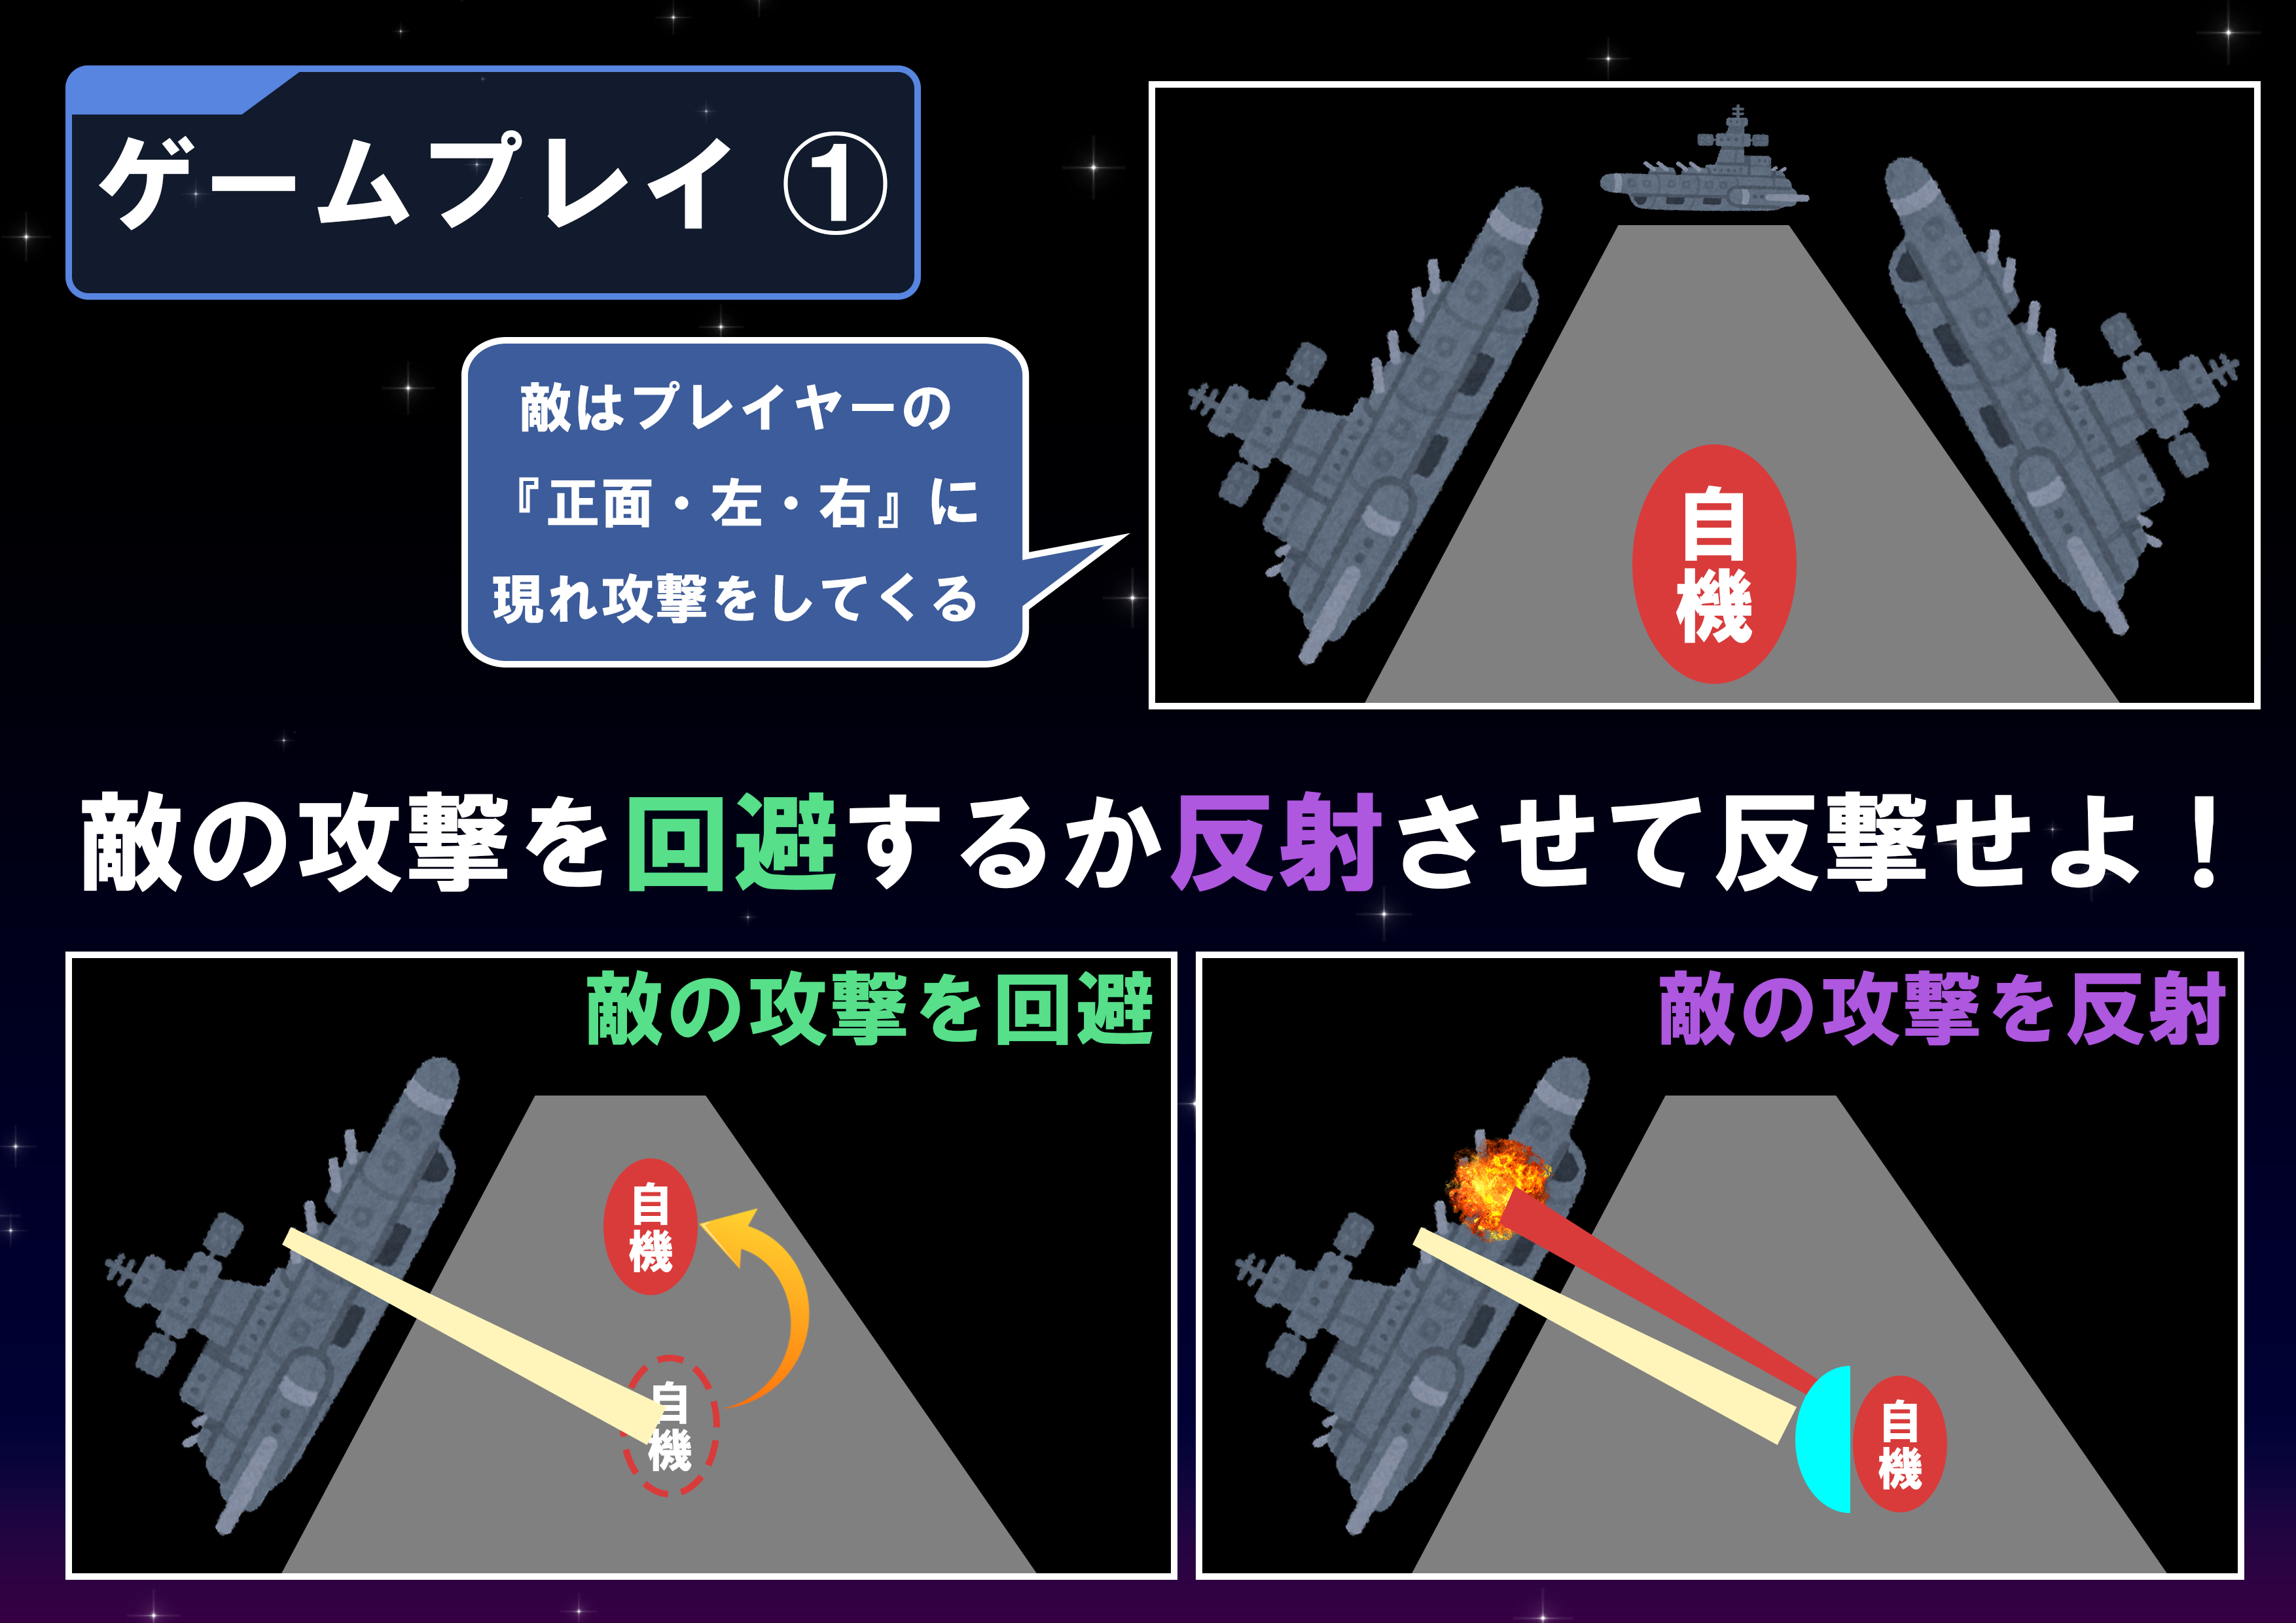 ゲームプレイ ①
敵はプレイヤーの
『正面・左・右』に
現れ攻撃をしてくる
自
機
敵の攻撃を回避するか反射させて反撃せよ！
敵の攻撃を回避
自
機
自
機
敵の攻撃を反射
自
機